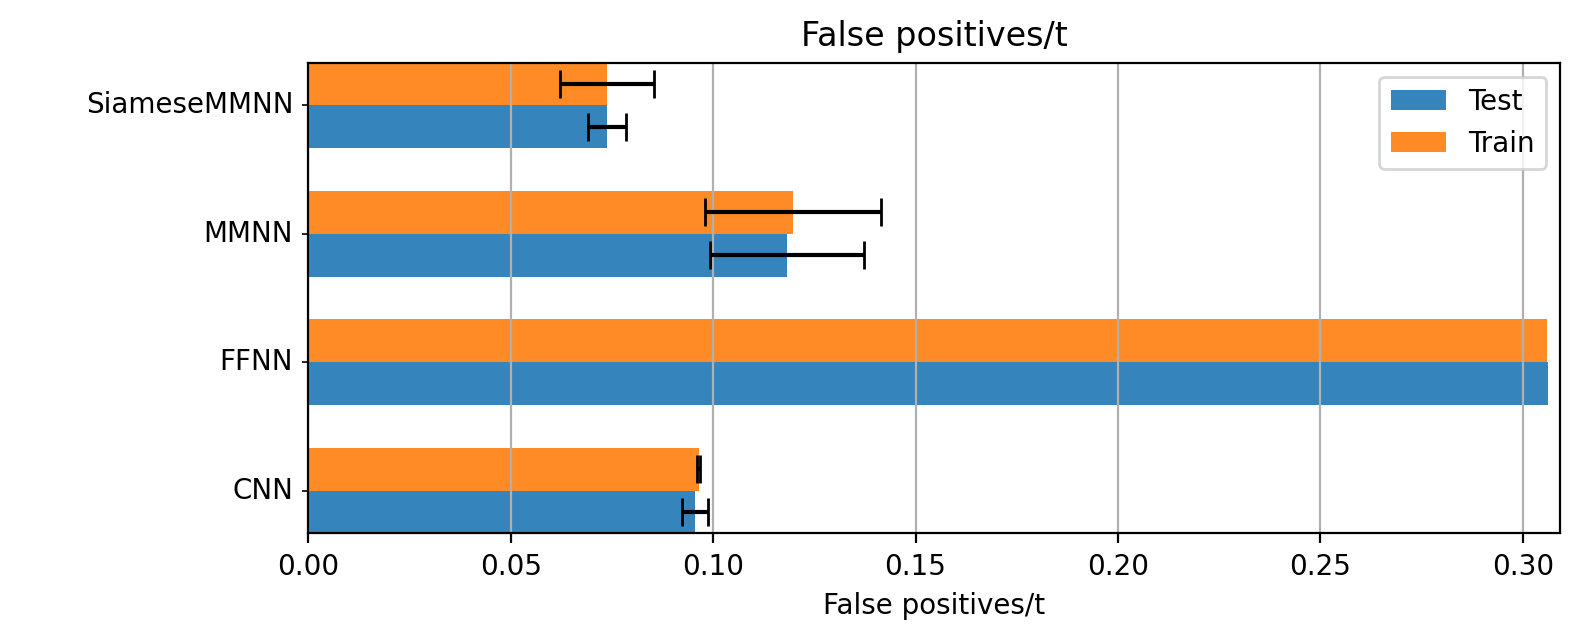 False positives/t
SiameseMMNN
MMNN
FFNN
CNN
Test
Train
0.00 0.05 0.10 0.15 0.20 0.25 0.30
False positives/t